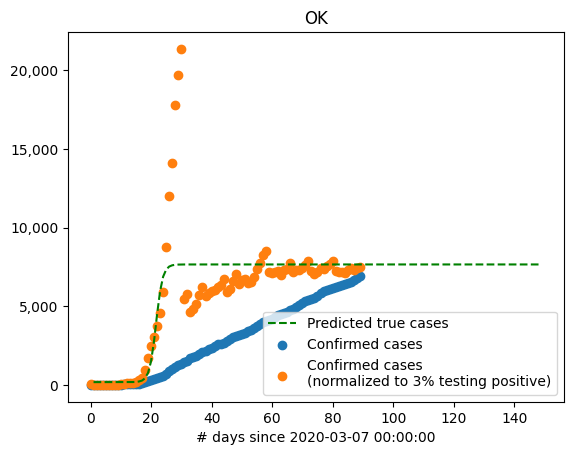 OK
20,000
15,000
10,000
5,000
0
Predicted true cases
Confirmed cases
Confirmed cases
(normalized to 3% testing positive)
0 20 40 60 80 100 120 140
# days since 2020-03-07 00:00:00